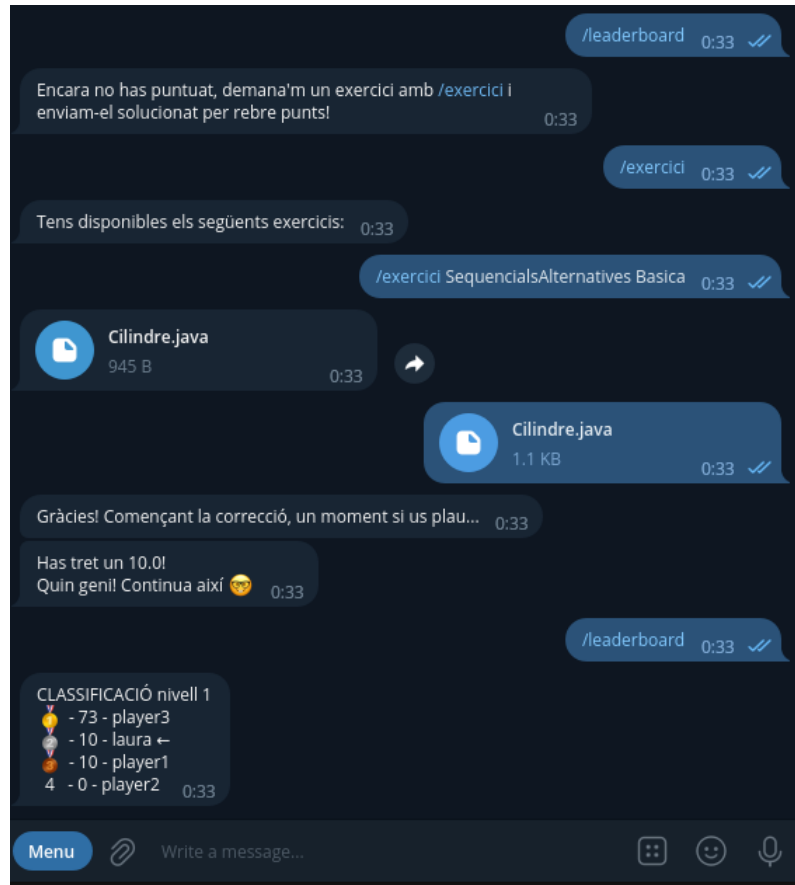 /leaderboard 0:33
Encara no has puntuat, demana'm un exercici amb /exercici i
enviam-el solucionat per rebre punts! 0:33
/exercici 0:33
Tens disponibles els següents exercicis: 0:33
/exercici SequencialsAlternatives Basica 0:33
Cilindre.java
945 B 0:33
Cilindre.java
1.1 KB 0:33
Gràcies! Començant la correcció, un moment si us plau... 0:33
Has tret un 10.0!
Quin geni! Continua així 🤓 0:33
/leaderboard 0:33
CLASSIFICACIÓ nivell 1
🥇 - 73 - player3
🥈 - 10 - laura ←
🥉 - 10 - player1
4 - 0 - player2 0:33
Menu Write a message...